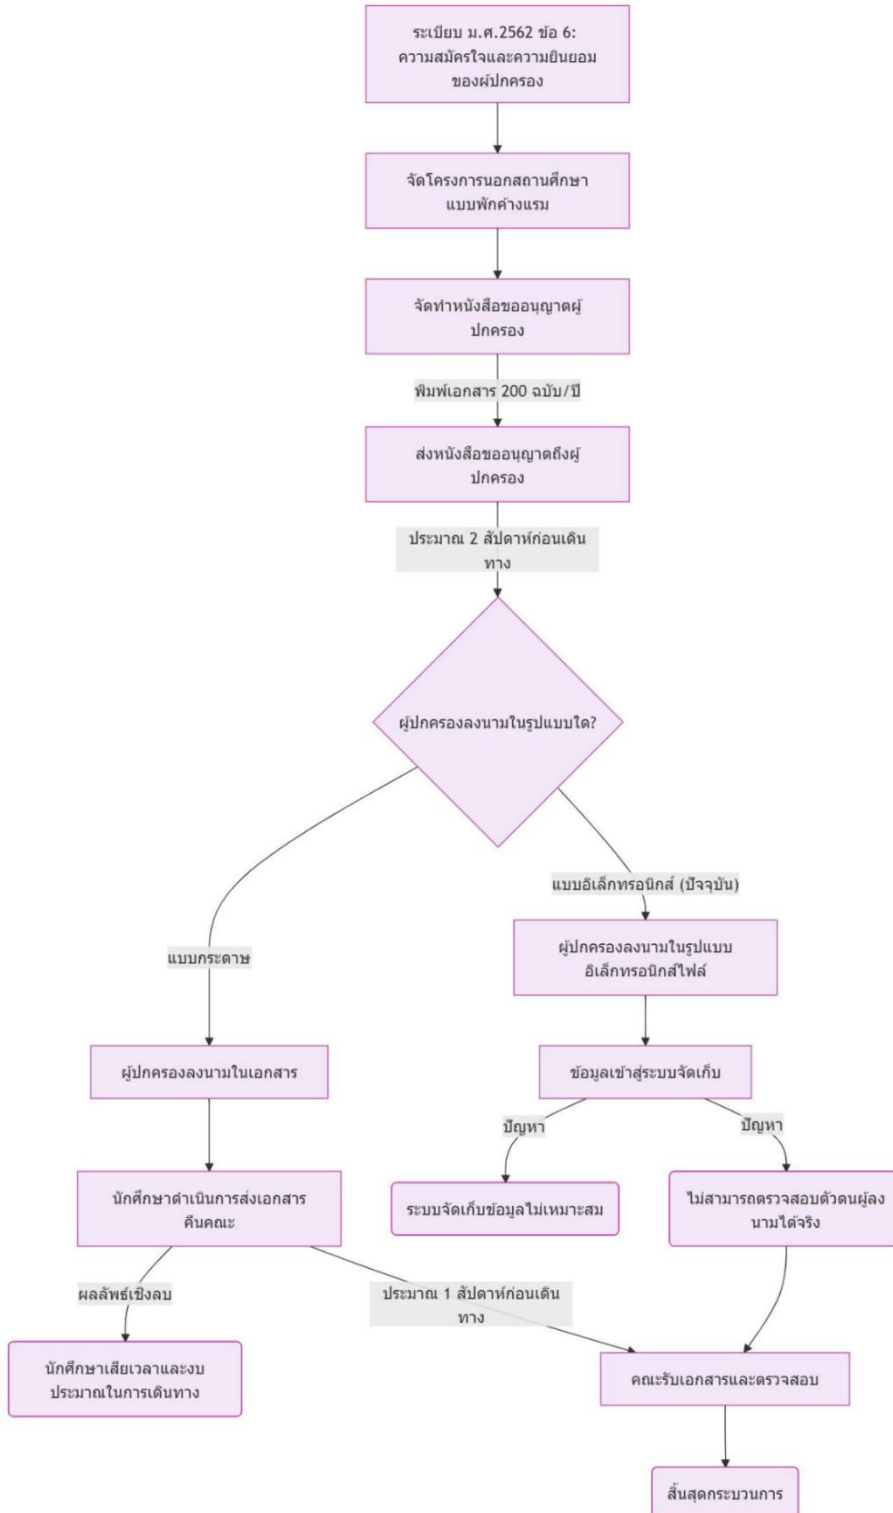 ระเบียบ ม.ศ.2562 ข้อ 6:
ความสมัครใจและความยินยอม
ของผู้ปกครอง
จัดโครงการนอกสถานศึกษา
แบบพักค้างแรม
จัดทำหนังสือขออนุญาตผู้
ปกครอง
พิมพ์เอกสาร 200 ฉบับ/ปี
ส่งหนังสือขออนุญาตถึงผู้
ปกครอง
ประมาณ 2 สัปดาห์ก่อนเดิน
ทาง
ผู้ปกครองลงนามในรูปแบบใด?
แบบอิเล็กทรอนิกส์ (ปัจจุบัน)
ผู้ปกครองลงนามในรูปแบบ
อิเล็กทรอนิกส์ไฟล์
แบบกระดาษ
ผู้ปกครองลงนามในเอกสาร
ข้อมูลเข้าสู่ระบบจัดเก็บ
ปัญหา
ปัญหา
นักศึกษาดำเนินการส่งเอกสาร
คืนคณะ
ระบบจัดเก็บข้อมูลไม่เหมาะสม
ไม่สามารถตรวจสอบตัวตนผู้ลง
นามได้จริง
ผลลัพธ์เชิงลบ
ประมาณ 1 สัปดาห์ก่อนเดิน
ทาง
นักศึกษาเสียเวลาและงบ
ประมาณในการเดินทาง
คณะรับเอกสารและตรวจสอบ
สิ้นสุดกระบวนการ